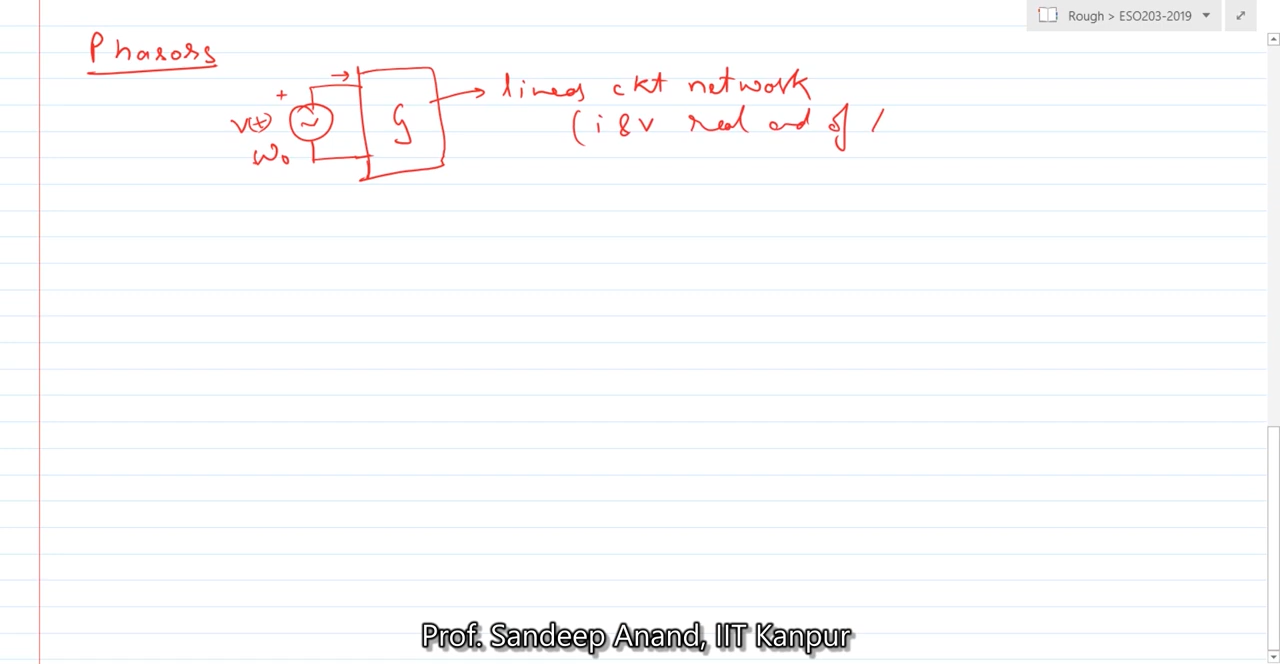 Rough > ESO203-2019
Phasors
+
v(t)
ω₀
G
linear ckt network
(i & v real and of
Prof. Sandeep Anand, IIT Kanpur